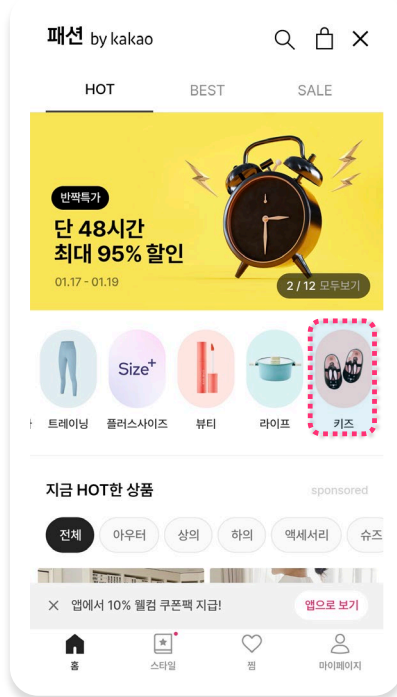 패션 by kakao
HOT BEST SALE
반짝특가
단 48시간
최대 95% 할인
01.17 - 01.19
2 / 12 모두보기
Size+
트레이닝 플러스사이즈 뷰티 라이프 키즈
지금 HOT한 상품 sponsored
전체 아우터 상의 하의 액세서리 슈즈
앱에서 10% 웰컴 쿠폰팩 지급! 앱으로 보기
홈 스타일 찜 마이페이지